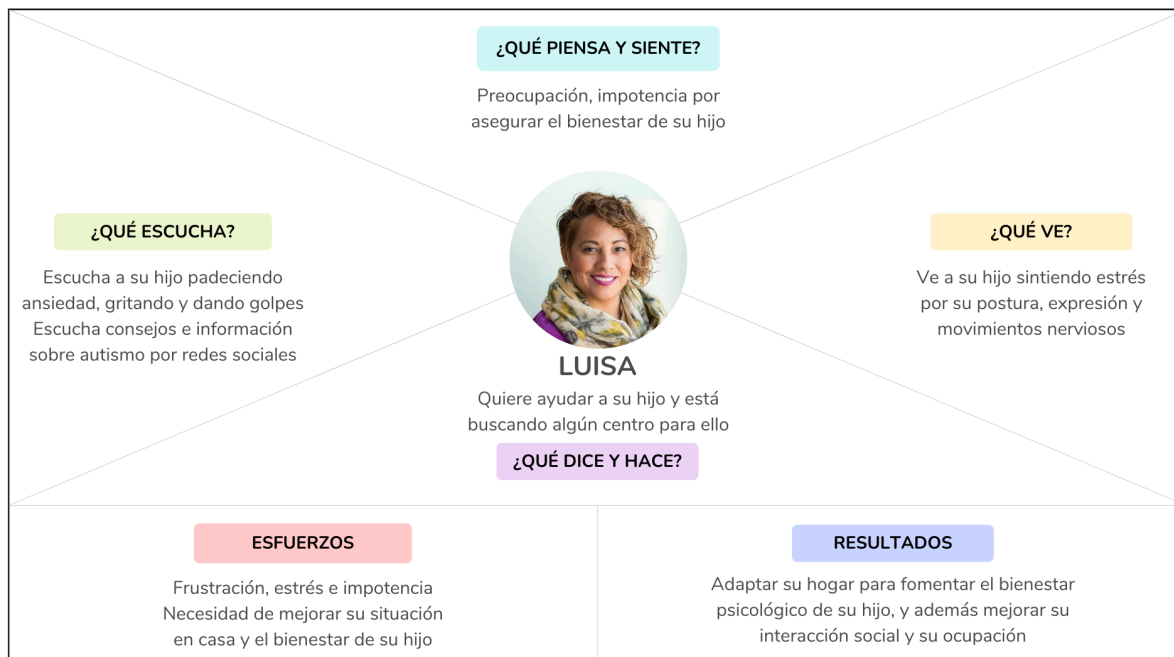 ¿QUÉ PIENSA Y SIENTE?
Preocupación, impotencia por
asegurar el bienestar de su hijo
¿QUÉ ESCUCHA?
Escucha a su hijo padeciendo
ansiedad, gritando y dando golpes
Escucha consejos e información
sobre autismo por redes sociales
¿QUÉ VE?
Ve a su hijo sintiendo estrés
por su postura, expresión y
movimientos nerviosos
LUISA
Quiere ayudar a su hijo y está
buscando algún centro para ello
¿QUÉ DICE Y HACE?
ESFUERZOS
Frustración, estrés e impotencia
Necesidad de mejorar su situación
en casa y el bienestar de su hijo
RESULTADOS
Adaptar su hogar para fomentar el bienestar
psicológico de su hijo, y además mejorar su
interacción social y su ocupación